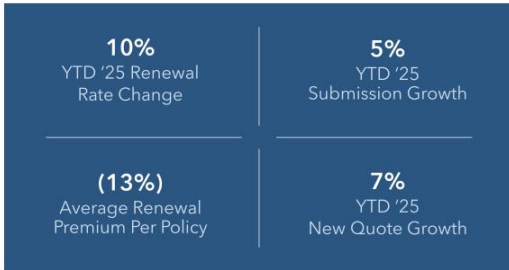 10%
YTD ‘25 Renewal
Rate Change
5%
YTD ‘25
Submission Growth
(13%)
Average Renewal
Premium Per Policy
7%
YTD ‘25
New Quote Growth